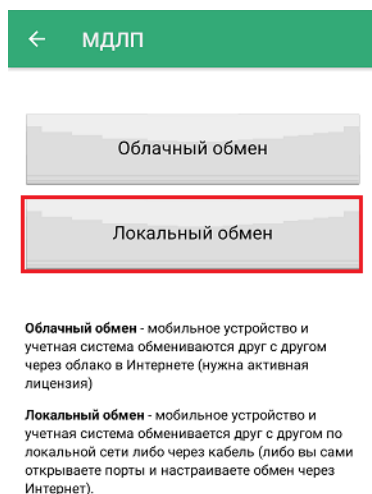 МДЛП
Облачный обмен
Локальный обмен
Облачный обмен - мобильное устройство и
учетная система обмениваются друг с другом
через облако в Интернете (нужна активная
лицензия)
Локальный обмен - мобильное устройство и
учетная система обменивается друг с другом по
локальной сети либо через кабель (либо вы сами
открываете порты и настраиваете обмен через
Интернет).